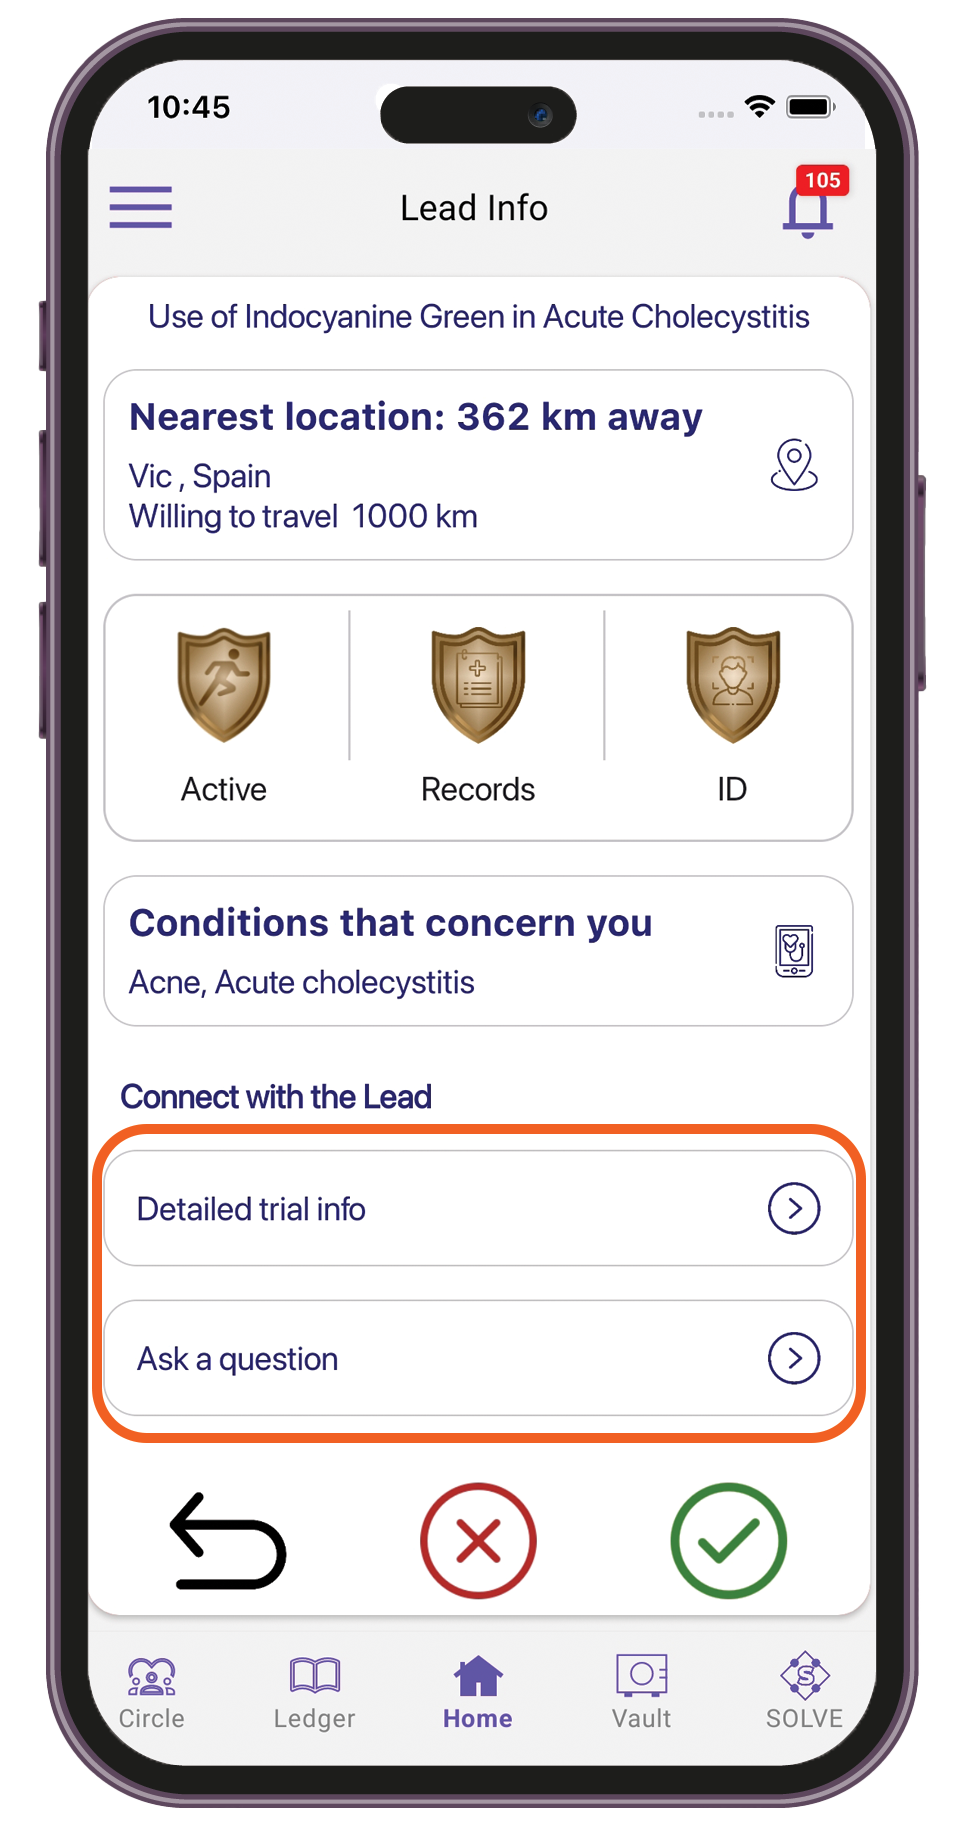 10:45
105
Lead Info
Use of Indocyanine Green in Acute Cholecystitis
Nearest location: 362 km away
Vic , Spain
Willing to travel 1000 km
Active
Records
ID
Conditions that concern you
Acne, Acute cholecystitis
Connect with the Lead
Detailed trial info
Ask a question
Circle
Ledger
Home
Vault
S
SOLVE